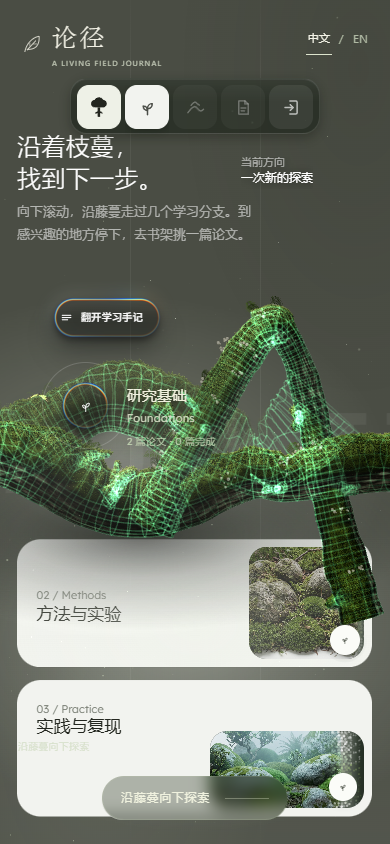 论径
A LIVING FIELD JOURNAL
中文 / EN
沿着枝蔓，
找到下一步。
当前方向
一次新的探索
向下滚动，沿藤蔓走过几个学习分支。到
感兴趣的地方停下，去书架挑一篇论文。
翻开学习手记
研究基础
Foundations
2 篇论文 · 0 篇完成
02 / Methods
方法与实验
03 / Practice
实践与复现
沿藤蔓向下探索
沿藤蔓向下探索